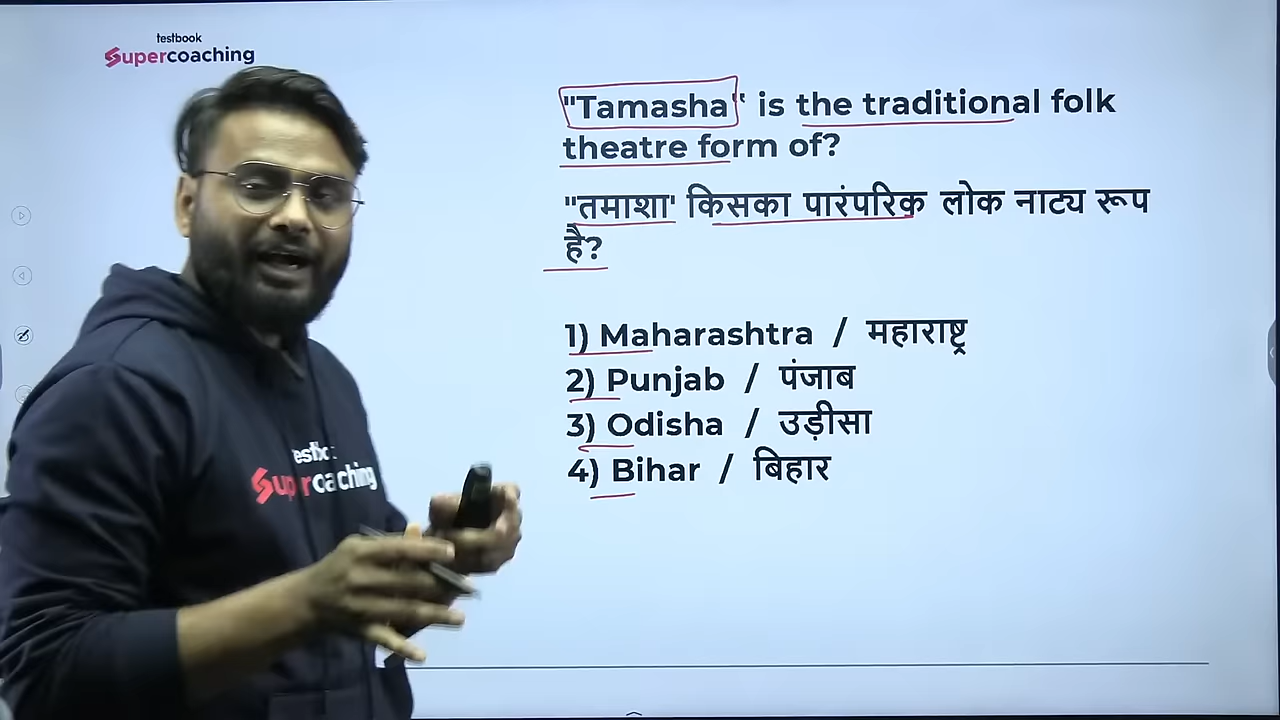 testbook
Supercoaching
"Tamasha" is the traditional folk
theatre form of?
"तमाशा' किसका पारंपरिक लोक नाट्य रूप
है?
1) Maharashtra / महाराष्ट्र
2) Punjab / पंजाब
3) Odisha / उड़ीसा
4) Bihar / बिहार
Supercoaching